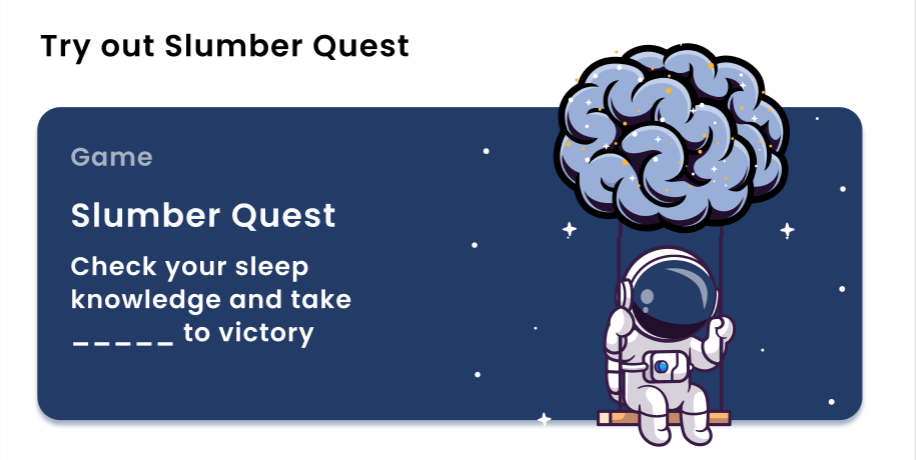 Try out Slumber Quest
Game
Slumber Quest
Check your sleep
knowledge and take
_____ to victory